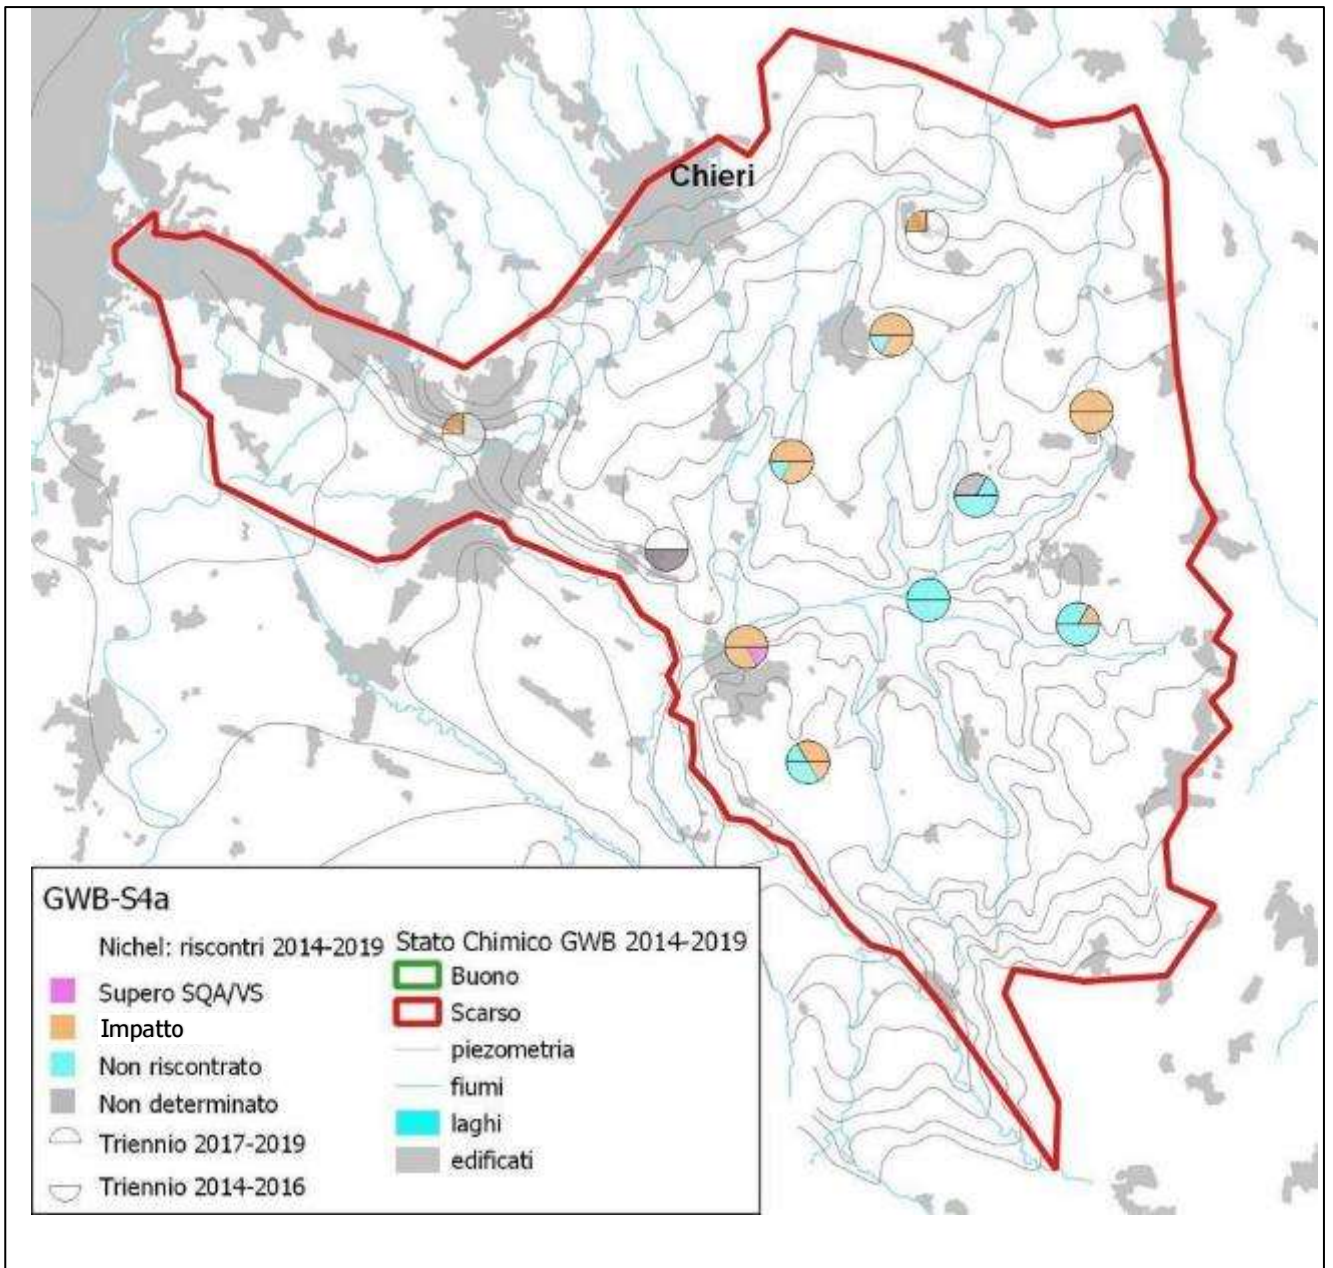 Chieri
GWB-S4a
Nichel: riscontri 2014-2019
Supero SQA/VS
Impatto
Non riscontrato
Non determinato
Triennio 2017-2019
Triennio 2014-2016
Stato Chimico GWB 2014-2019
Buono
Scarso
piezometria
fiumi
laghi
edificati